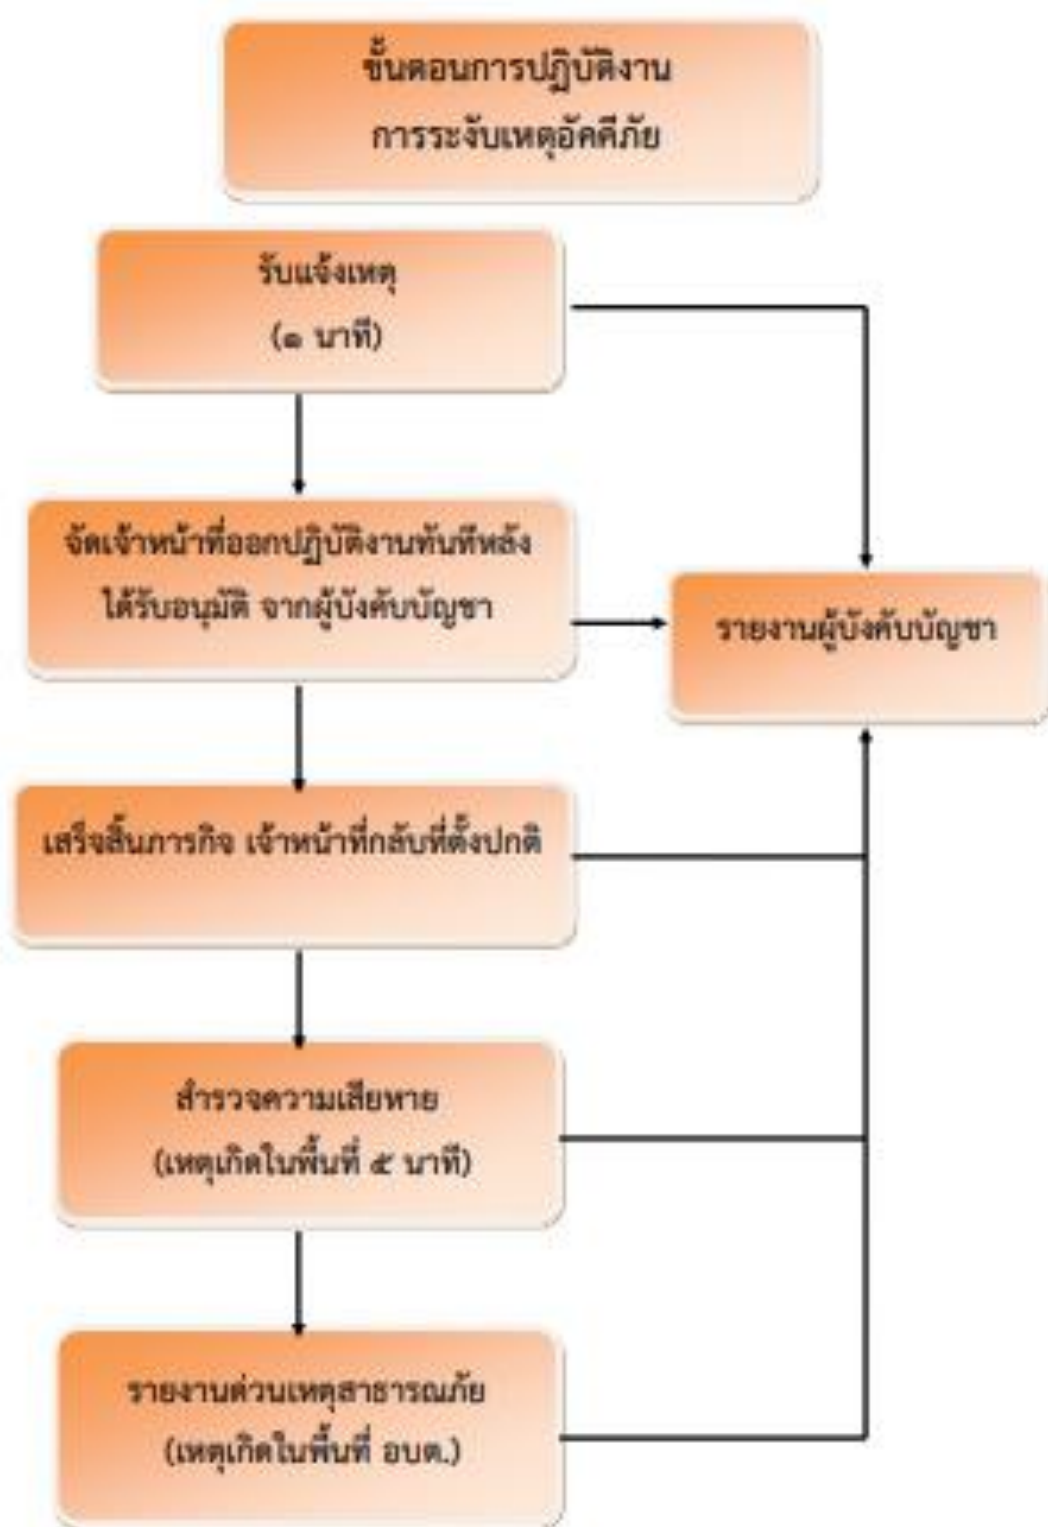 ขั้นตอนการปฏิบัติงาน
การระงับเหตุอัคคีภัย
รับแจ้งเหตุ
(๑ นาที)
จัดเจ้าหน้าที่ออกปฏิบัติงานทันทีหลัง
ได้รับอนุมัติ จากผู้บังคับบัญชา
รายงานผู้บังคับบัญชา
เสร็จสิ้นภารกิจ เจ้าหน้าที่กลับที่ตั้งปกติ
สำรวจความเสียหาย
(เหตุเกิดในพื้นที่ ๕ นาที)
รายงานด่วนเหตุสาธารณภัย
(เหตุเกิดในพื้นที่ อบต.)